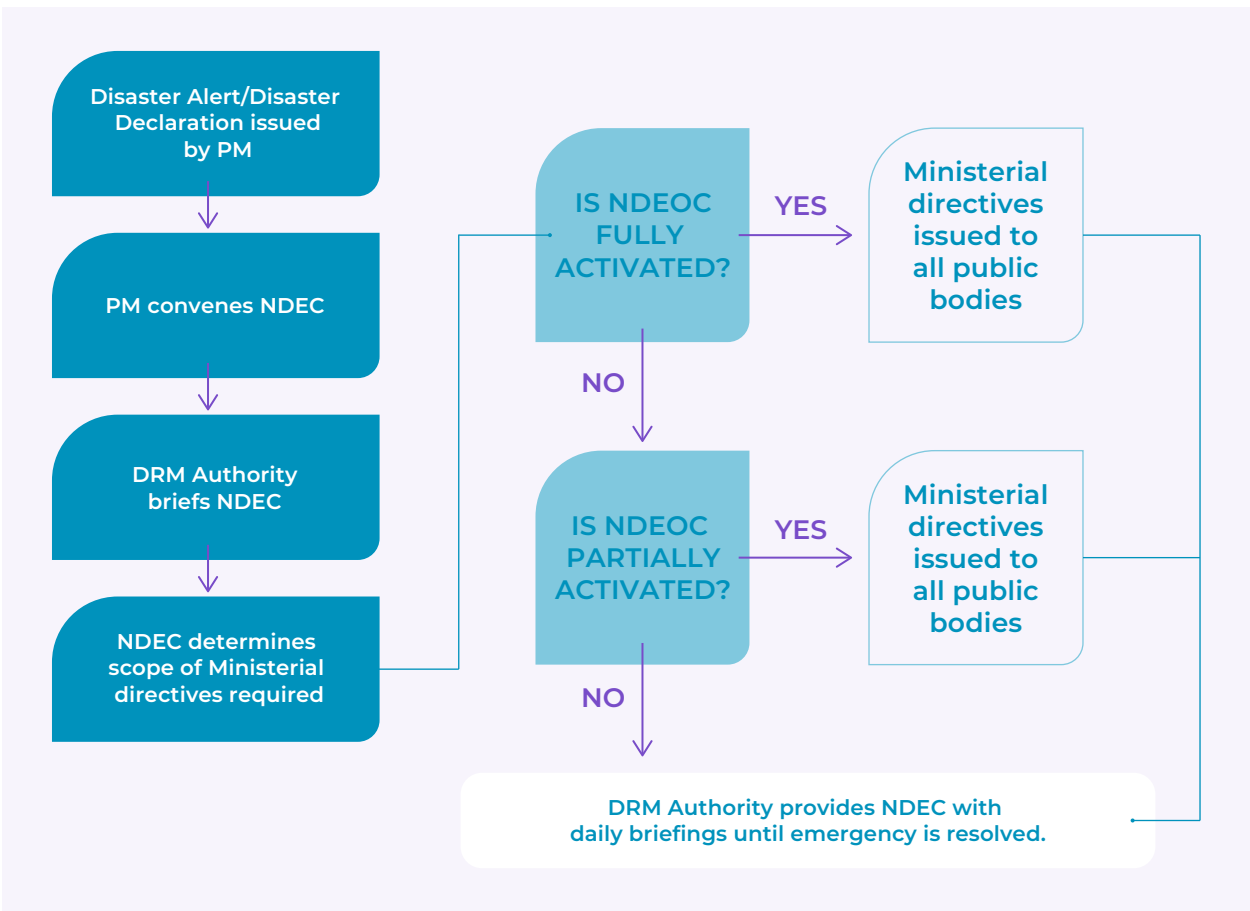 Disaster Alert/Disaster
Declaration issued
by PM
PM convenes NDEC
DRM Authority
briefs NDEC
NDEC determines
scope of Ministerial
directives required
IS NDEOC
FULLY
ACTIVATED?
YES
Ministerial
directives
issued to
all public
bodies
NO
IS NDEOC
PARTIALLY
ACTIVATED?
YES
Ministerial
directives
issued to
all public
bodies
NO
DRM Authority provides NDEC with
daily briefings until emergency is resolved.